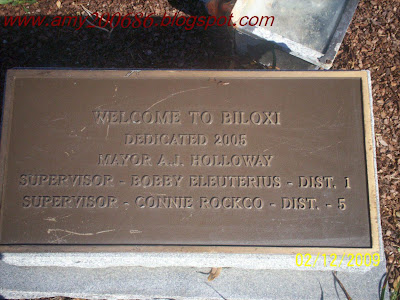 www.amy200686.blogspot.com
WELCOME TO BILOXI
DEDICATED 2005
MAYOR A.J. HOLLOWAY
SUPERVISOR - BOBBY ELEUTERIUS - DIST. 1
SUPERVISOR - CONNIE ROCKCO - DIST. - 5
02/12/2009